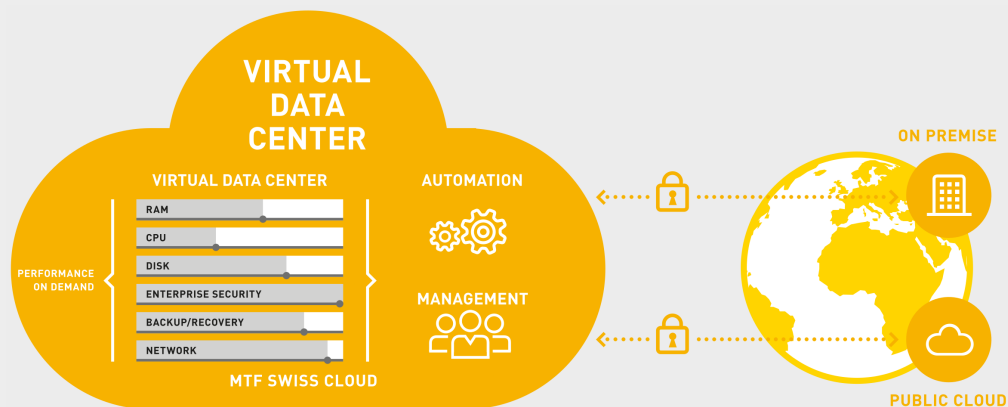 VIRTUAL
DATA
CENTER
VIRTUAL DATA CENTER
RAM
CPU
DISK
ENTERPRISE SECURITY
BACKUP/RECOVERY
NETWORK
PERFORMANCE
ON DEMAND
MTF SWISS CLOUD
AUTOMATION
MANAGEMENT
ON PREMISE
PUBLIC CLOUD